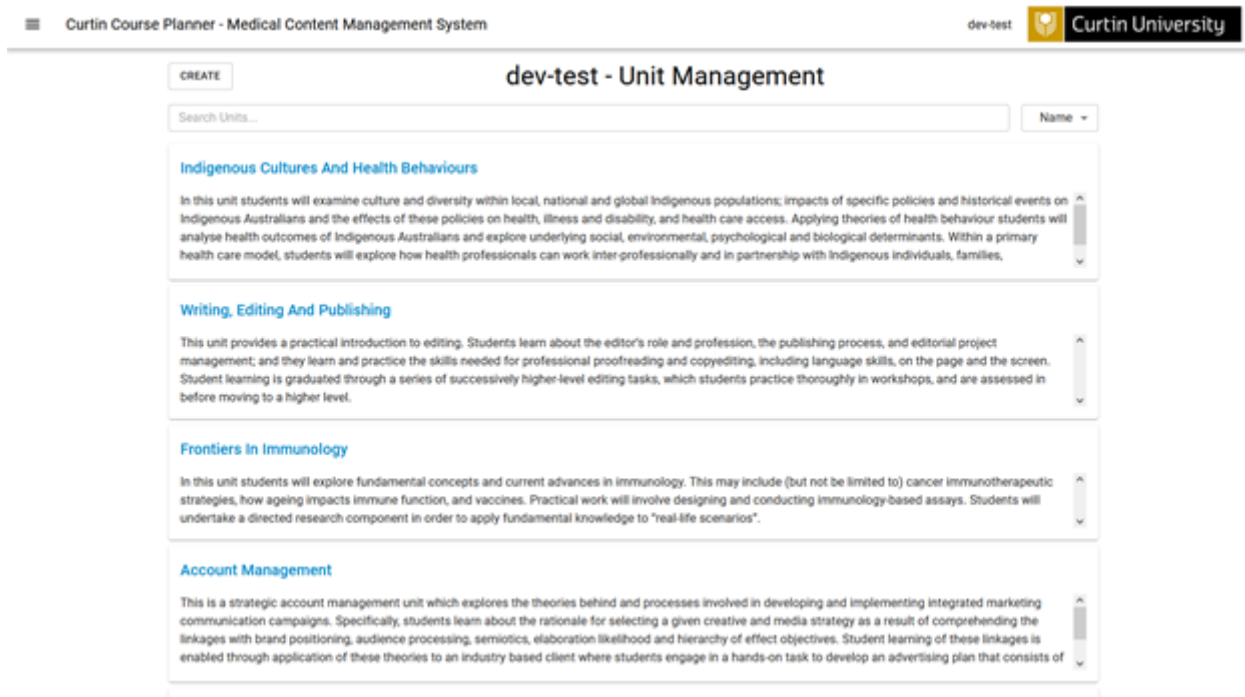 Curtin Course Planner - Medical Content Management System
dev-test
Curtin University
CREATE
dev-test - Unit Management
Search Units...
Name
Indigenous Cultures And Health Behaviours
In this unit students will examine culture and diversity within local, national and global Indigenous populations; impacts of specific policies and historical events on
Indigenous Australians and the effects of these policies on health, illness and disability, and health care access. Applying theories of health behaviour students will
analyse health outcomes of Indigenous Australians and explore underlying social, environmental, psychological and biological determinants. Within a primary
health care model, students will explore how health professionals can work inter-professionally and in partnership with Indigenous individuals, families,
Writing, Editing And Publishing
This unit provides a practical introduction to editing. Students learn about the editor's role and profession, the publishing process, and editorial project
management; and they learn and practice the skills needed for professional proofreading and copyediting, including language skills, on the page and the screen.
Student learning is graduated through a series of successively higher-level editing tasks, which students practice thoroughly in workshops, and are assessed in
before moving to a higher level.
Frontiers In Immunology
In this unit students will explore fundamental concepts and current advances in immunology. This may include (but not be limited to) cancer immunotherapeutic
strategies, how ageing impacts immune function, and vaccines. Practical work will involve designing and conducting immunology-based assays. Students will
undertake a directed research component in order to apply fundamental knowledge to "real-life scenarios".
Account Management
This is a strategic account management unit which explores the theories behind and processes involved in developing and implementing integrated marketing
communication campaigns. Specifically, students learn about the rationale for selecting a given creative and media strategy as a result of comprehending the
linkages with brand positioning, audience processing, semiotics, elaboration likelihood and hierarchy of effect objectives. Student learning of these linkages is
enabled through application of these theories to an industry based client where students engage in a hands-on task to develop an advertising plan that consists of